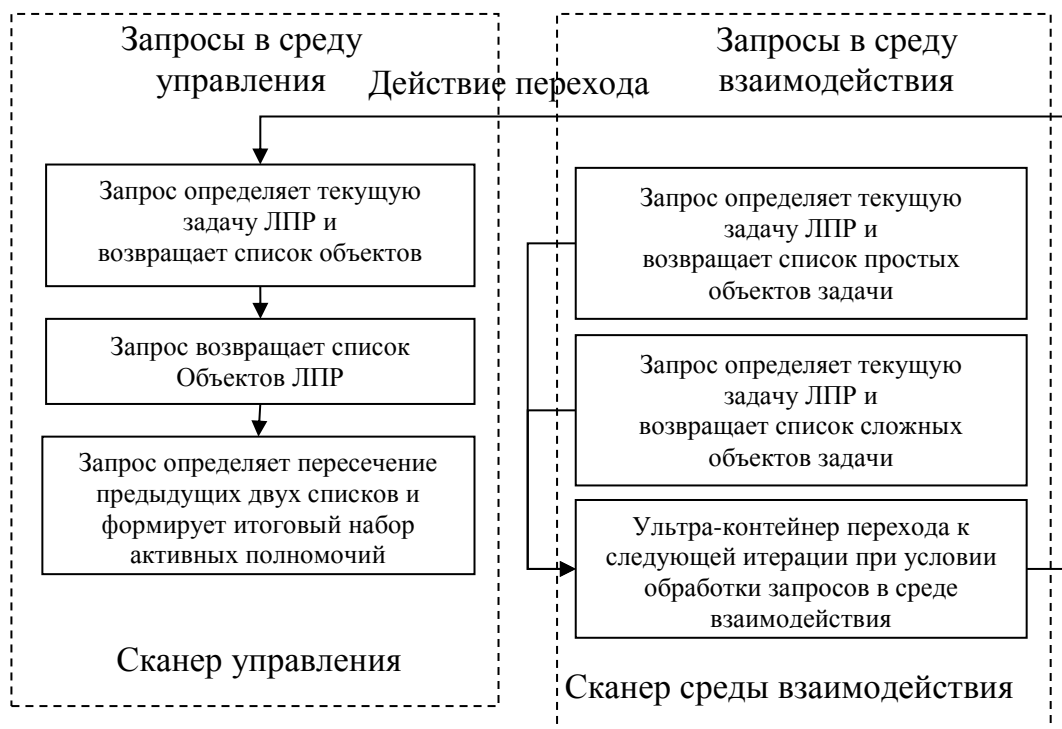 Запросы в среду
управления
Действие перехода
Запрос определяет текущую
задачу ЛПР и
возвращает список объектов
Запрос возвращает список
Объектов ЛПР
Запрос определяет пересечение
предыдущих двух списков и
формирует итоговый набор
активных полномочий
Сканер управления
Запросы в среду
взаимодействия
Запрос определяет текущую
задачу ЛПР и
возвращает список простых
объектов задачи
Запрос определяет текущую
задачу ЛПР и
возвращает список сложных
объектов задачи
Ультра-контейнер перехода к
следующей итерации при условии
обработки запросов в среде
взаимодействия
Сканер среды взаимодействия